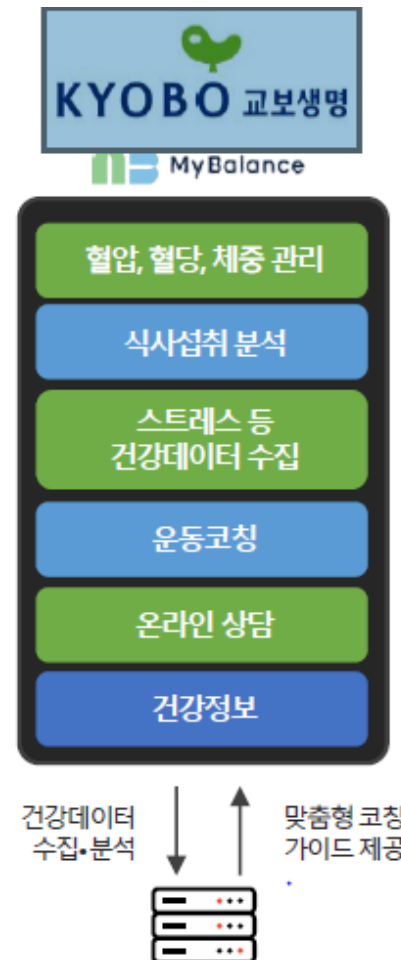 KYOBO 교보생명
MyBalance
혈압, 혈당, 체중 관리
식사섭취 분석
스트레스 등
건강데이터 수집
운동코칭
온라인 상담
건강정보
건강데이터
수집•분석
맞춤형 코칭
가이드 제공